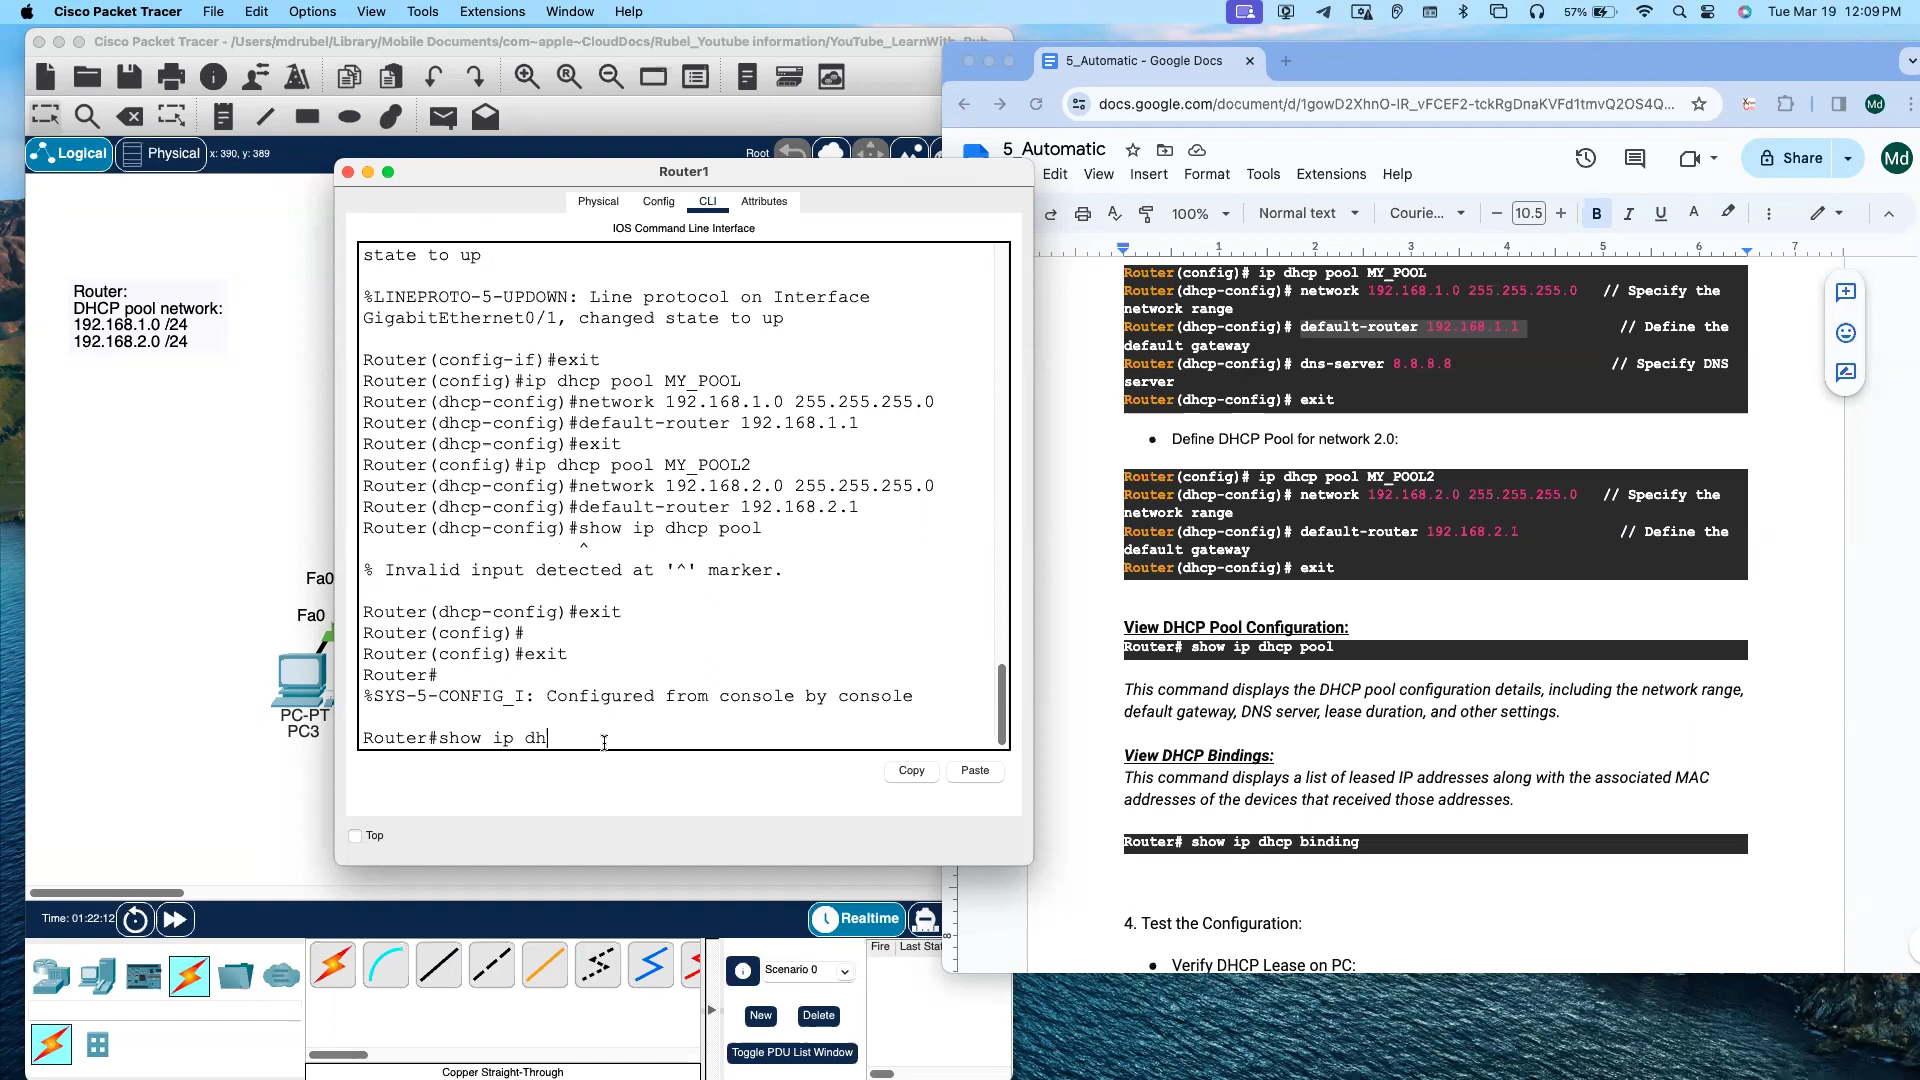 Cisco Packet Tracer File Edit Options View Tools Extensions Window Help
57% Tue Mar 19 12:09 PM
Cisco Packet Tracer - /Users/mdrubel/Library/Mobile Documents/com~apple~CloudDocs/Rubel_Youtube information/YouTube_LearnWith_Rub
Logical Physical x: 390, y: 389 Root
Router:
DHCP pool network:
192.168.1.0 /24
192.168.2.0 /24
Fa0
Fa0
PC-PT
PC3
Router1
Physical Config CLI Attributes
IOS Command Line Interface
state to up
%LINEPROTO-5-UPDOWN: Line protocol on Interface
GigabitEthernet0/1, changed state to up
Router(config-if)#exit
Router(config)#ip dhcp pool MY_POOL
Router(dhcp-config)#network 192.168.1.0 255.255.255.0
Router(dhcp-config)#default-router 192.168.1.1
Router(dhcp-config)#exit
Router(config)#ip dhcp pool MY_POOL2
Router(dhcp-config)#network 192.168.2.0 255.255.255.0
Router(dhcp-config)#default-router 192.168.2.1
Router(dhcp-config)#show ip dhcp pool
^
% Invalid input detected at '^' marker.
Router(dhcp-config)#exit
Router(config)#
Router(config)#exit
Router#
%SYS-5-CONFIG_I: Configured from console by console
Router#show ip dh
Copy Paste
Top
Time: 01:22:12 Realtime
Scenario 0
Fire Last Stat
New Delete
Toggle PDU List Window
Copper Straight-Through
5_Automatic - Google Docs
docs.google.com/document/d/1gowD2XhnO-IR_vFCEF2-tckRgDnaKVFd1tmvQ2OS4Q...
Md
5 Automatic
Share Md
Edit View Insert Format Tools Extensions Help
100% Normal text Courie... 10.5 B I U A
1 2 3 4 5 6 7
Router(config)# ip dhcp pool MY_POOL
Router(dhcp-config)# network 192.168.1.0 255.255.255.0 // Specify the
network range
Router(dhcp-config)# default-router 192.168.1.1 // Define the
default gateway
Router(dhcp-config)# dns-server 8.8.8.8 // Specify DNS
server
Router(dhcp-config)# exit
● Define DHCP Pool for network 2.0:
Router(config)# ip dhcp pool MY_POOL2
Router(dhcp-config)# network 192.168.2.0 255.255.255.0 // Specify the
network range
Router(dhcp-config)# default-router 192.168.2.1 // Define the
default gateway
Router(dhcp-config)# exit
View DHCP Pool Configuration:
Router# show ip dhcp pool
This command displays the DHCP pool configuration details, including the network range,
default gateway, DNS server, lease duration, and other settings.
View DHCP Bindings:
This command displays a list of leased IP addresses along with the associated MAC
addresses of the devices that received those addresses.
Router# show ip dhcp binding
4. Test the Configuration:
● Verify DHCP Lease on PC: